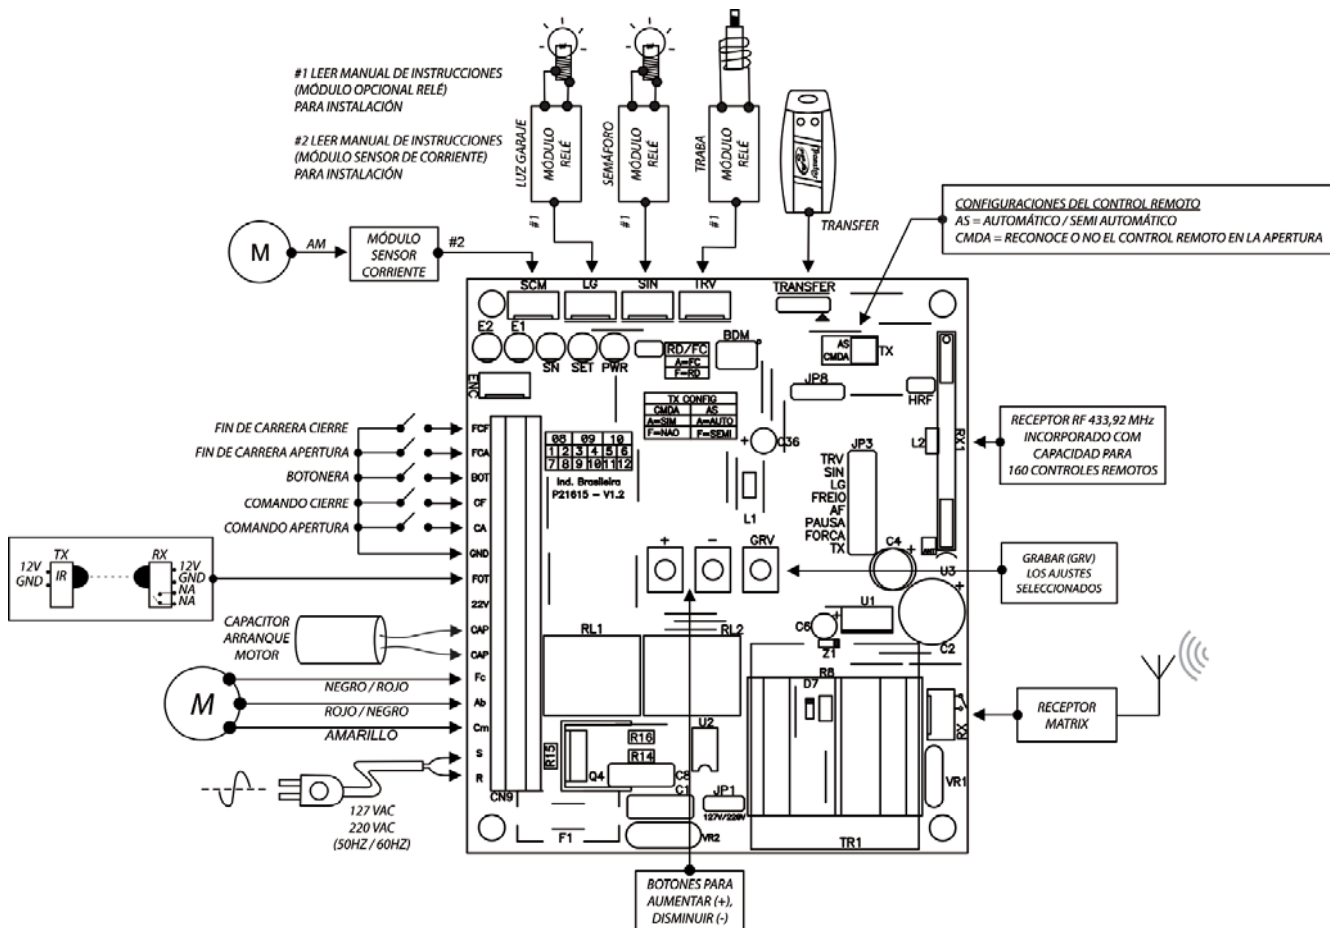 #1 LEER MANUAL DE INSTRUCCIONES
(MÓDULO OPCIONAL RELÉ)
PARA INSTALACIÓN
#2 LEER MANUAL DE INSTRUCCIONES
(MÓDULO SENSOR DE CORRIENTE)
PARA INSTALACIÓN
LUZ GARAJE
MÓDULO
RELÉ
#1
SEMÁFORO
MÓDULO
RELÉ
#1
TRABA
MÓDULO
RELÉ
#1
Transfer
TRANSFER
CONFIGURACIONES DEL CONTROL REMOTO
AS = AUTOMÁTICO / SEMI AUTOMÁTICO
CMDA = RECONOCE O NO EL CONTROL REMOTO EN LA APERTURA
M
AM
MÓDULO
SENSOR
CORRIENTE
#2
SCM
LG
SIN
TRV
TRANSFER
E2
E1
SN
SET
PWR
RD/FC
A=FC
F=RD
BDM
AS
CMDA
TX
ENC
TX CONFIG
CMDA AS
A=SIM A=AUTO
F=NAO F=SEMI
JP8
HRF
C36
L2
RX1
RECEPTOR RF 433,92 MHz
INCORPORADO COM
CAPACIDAD PARA
160 CONTROLES REMOTOS
FIN DE CARRERA CIERRE
FCF
FIN DE CARRERA APERTURA
FCA
BOTONERA
BOT
COMANDO CIERRE
CF
COMANDO APERTURA
CA
GND
08 09 10
1 2 3 4 5 6
7 8 9 10 11 12
Ind. Brasileira
P21615 - V1.2
L1
JP3
TRV
SIN
LG
FREIO
AF
PAUSA
FORCA
TX
ANT
TX
12V
GND
IR
RX
12V
GND
NA
NA
FOT
22V
+
-
GRV
C4
U3
GRABAR (GRV)
LOS AJUSTES
SELECCIONADOS
CAPACITOR
ARRANQUE
MOTOR
CAP
CAP
RL1
RL2
C6
U1
Z1
C2
M
NEGRO / ROJO
Fc
ROJO / NEGRO
Ab
AMARILLO
Cm
D7
R8
RX
RECEPTOR
MATRIX
127 VAC
220 VAC
(50HZ / 60HZ)
S
R
R15
R16
R14
Q4
C8
U2
CN9
F1
C1
JP1
127V/220V
VR2
TR1
VR1
BOTONES PARA
AUMENTAR (+),
DISMINUIR (-)